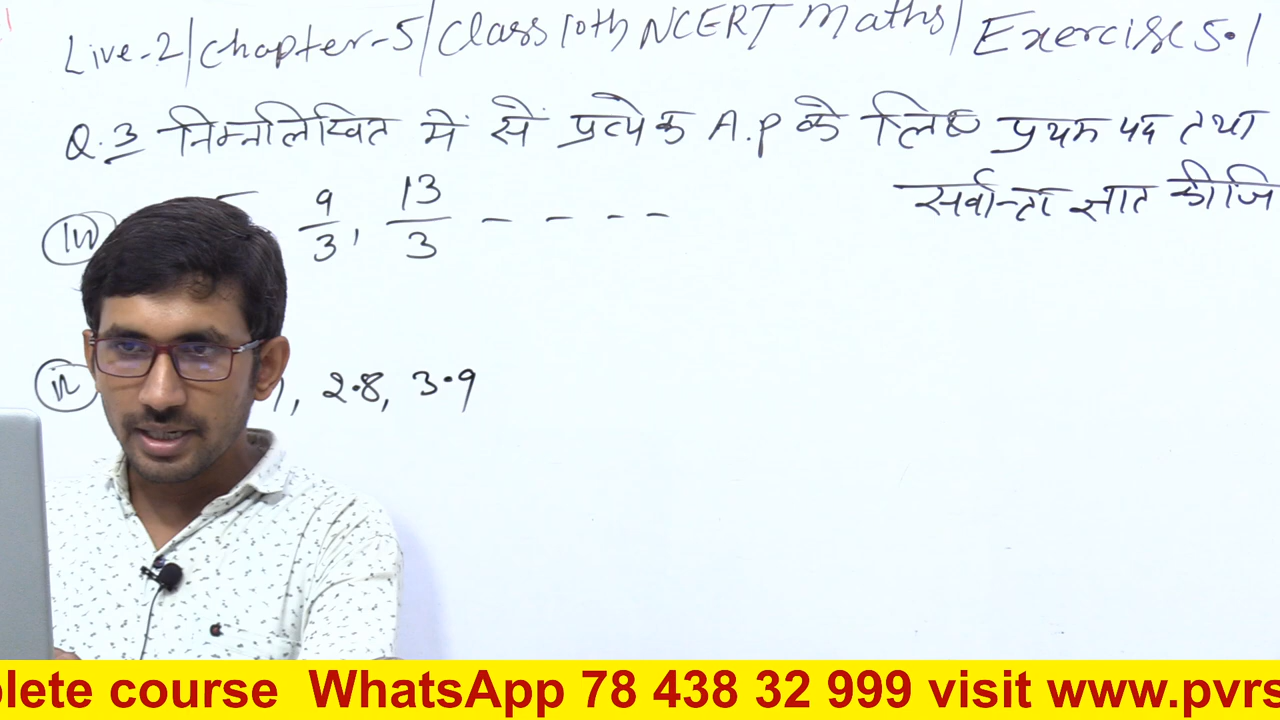 Live-2/Chapter-5/Class 10th NCERT Maths/ Exercise 5.1
Q.3 निम्नलिखित में से प्रत्येक A.P के लिए प्रथम पद तथा
सर्वान्तर ज्ञात कीजि
9/3, 13/3 - - - -
2.8, 3.9
plete course WhatsApp 78 438 32 999 visit www.pvrs